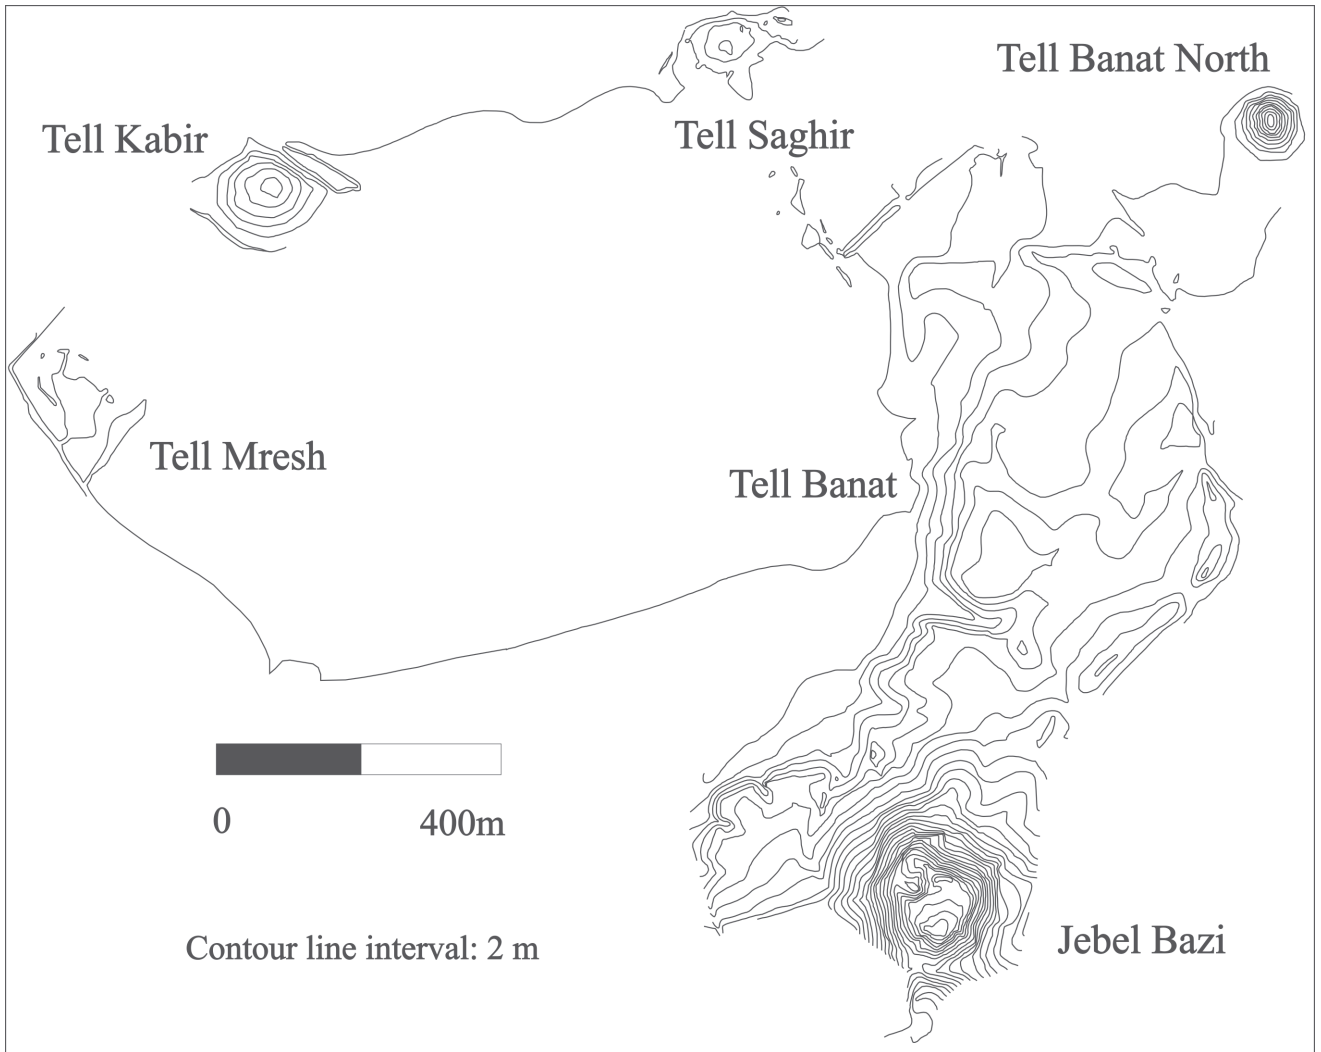 Tell Banat North
Tell Kabir
Tell Saghir
Tell Mresh
Tell Banat
0
400m
Contour line interval: 2 m
Jebel Bazi